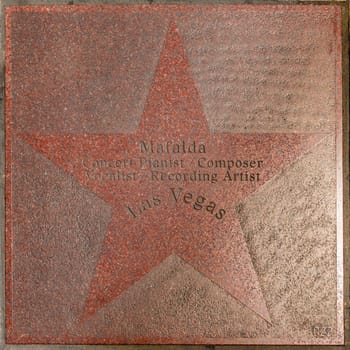 Mafalda
Concert Pianist / Composer
Vocalist / Recording Artist
Las Vegas